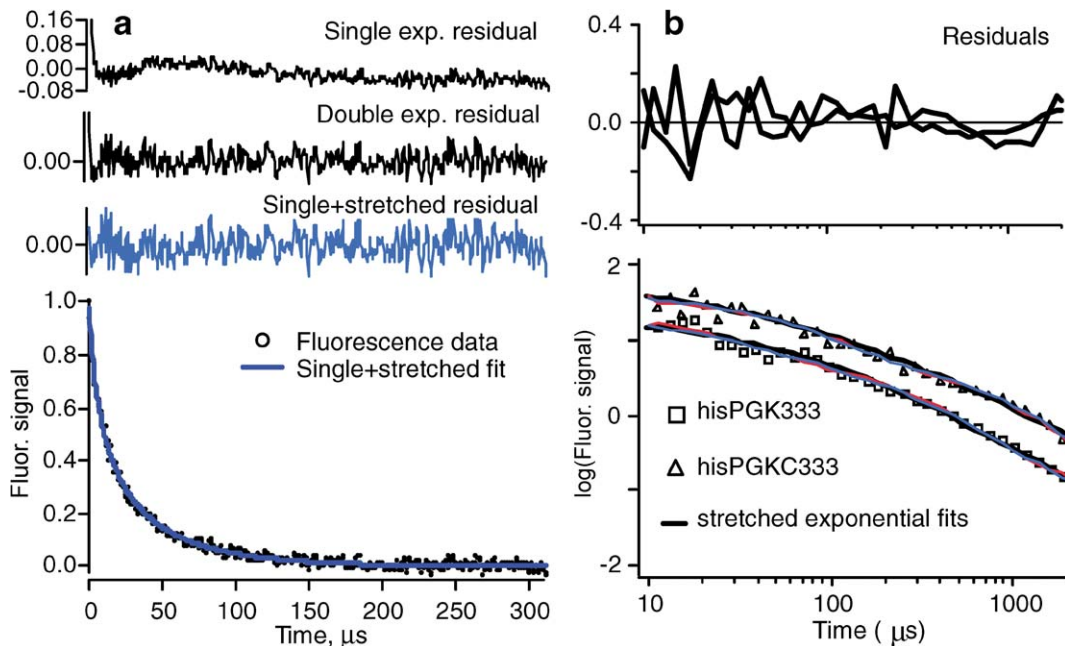 a
0.16
0.08
0.00
-0.08
Single exp. residual
Double exp. residual
0.00
Single+stretched residual
0.00
1.0
0.8
0.6
0.4
0.2
0.0
Fluor. signal
Fluorescence data
Single+stretched fit
0 50 100 150 200 250 300
Time, μs
b
0.4
0.0
-0.4
Residuals
2
0
-2
log(Fluor. signal)
hisPGK333
hisPGKC333
stretched exponential fits
10 100 1000
Time ( μs)